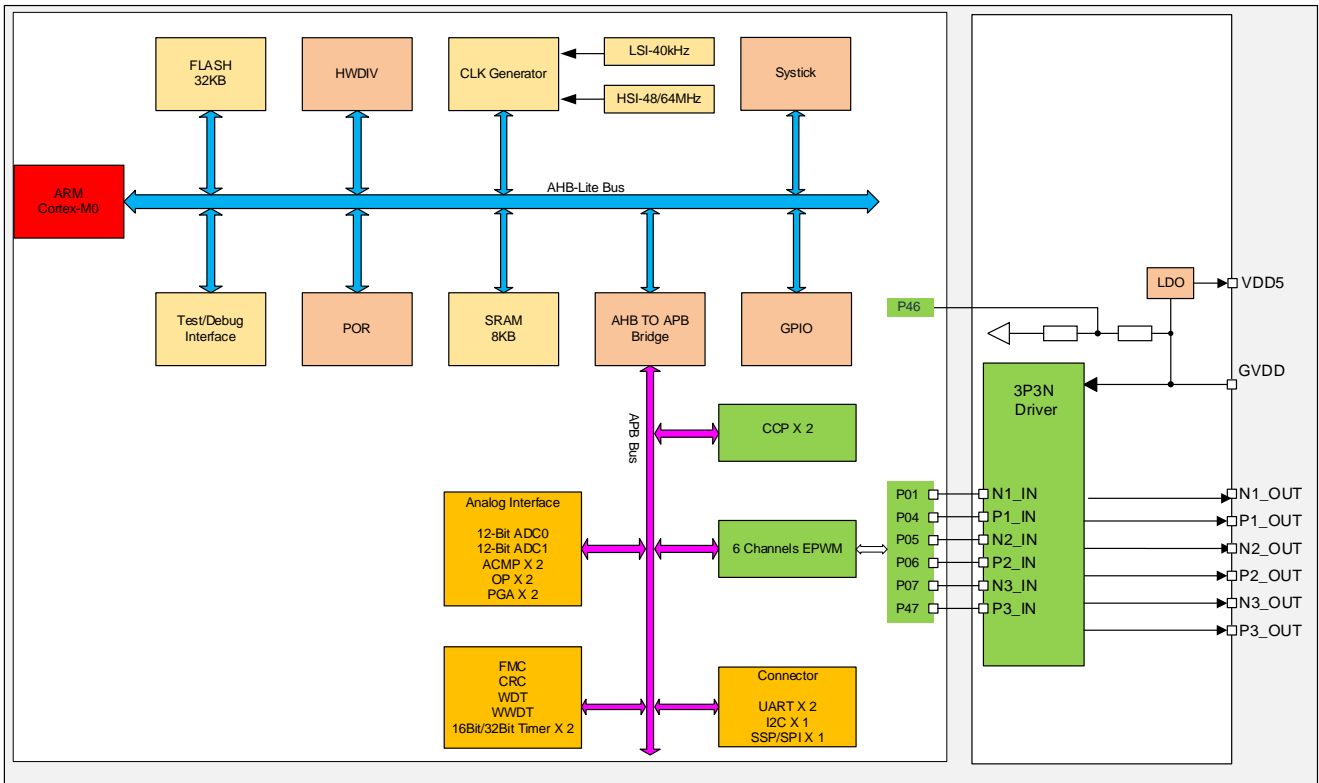 FLASH
32KB
HWDIV
CLK Generator
LSI-40kHz
HSI-48/64MHz
Systick
ARM
Cortex-M0
AHB-Lite Bus
Test/Debug
Interface
POR
SRAM
8KB
AHB TO APB
Bridge
GPIO
P46
LDO
VDD5
GVDD
3P3N
Driver
APB Bus
CCP X 2
Analog Interface
12-Bit ADC0
12-Bit ADC1
ACMP X 2
OP X 2
PGA X 2
6 Channels EPWM
P01
P04
P05
P06
P07
P47
N1_IN
P1_IN
N2_IN
P2_IN
N3_IN
P3_IN
N1_OUT
P1_OUT
N2_OUT
P2_OUT
N3_OUT
P3_OUT
FMC
CRC
WDT
WWDT
16Bit/32Bit Timer X 2
Connector
UART X 2
I2C X 1
SSP/SPI X 1